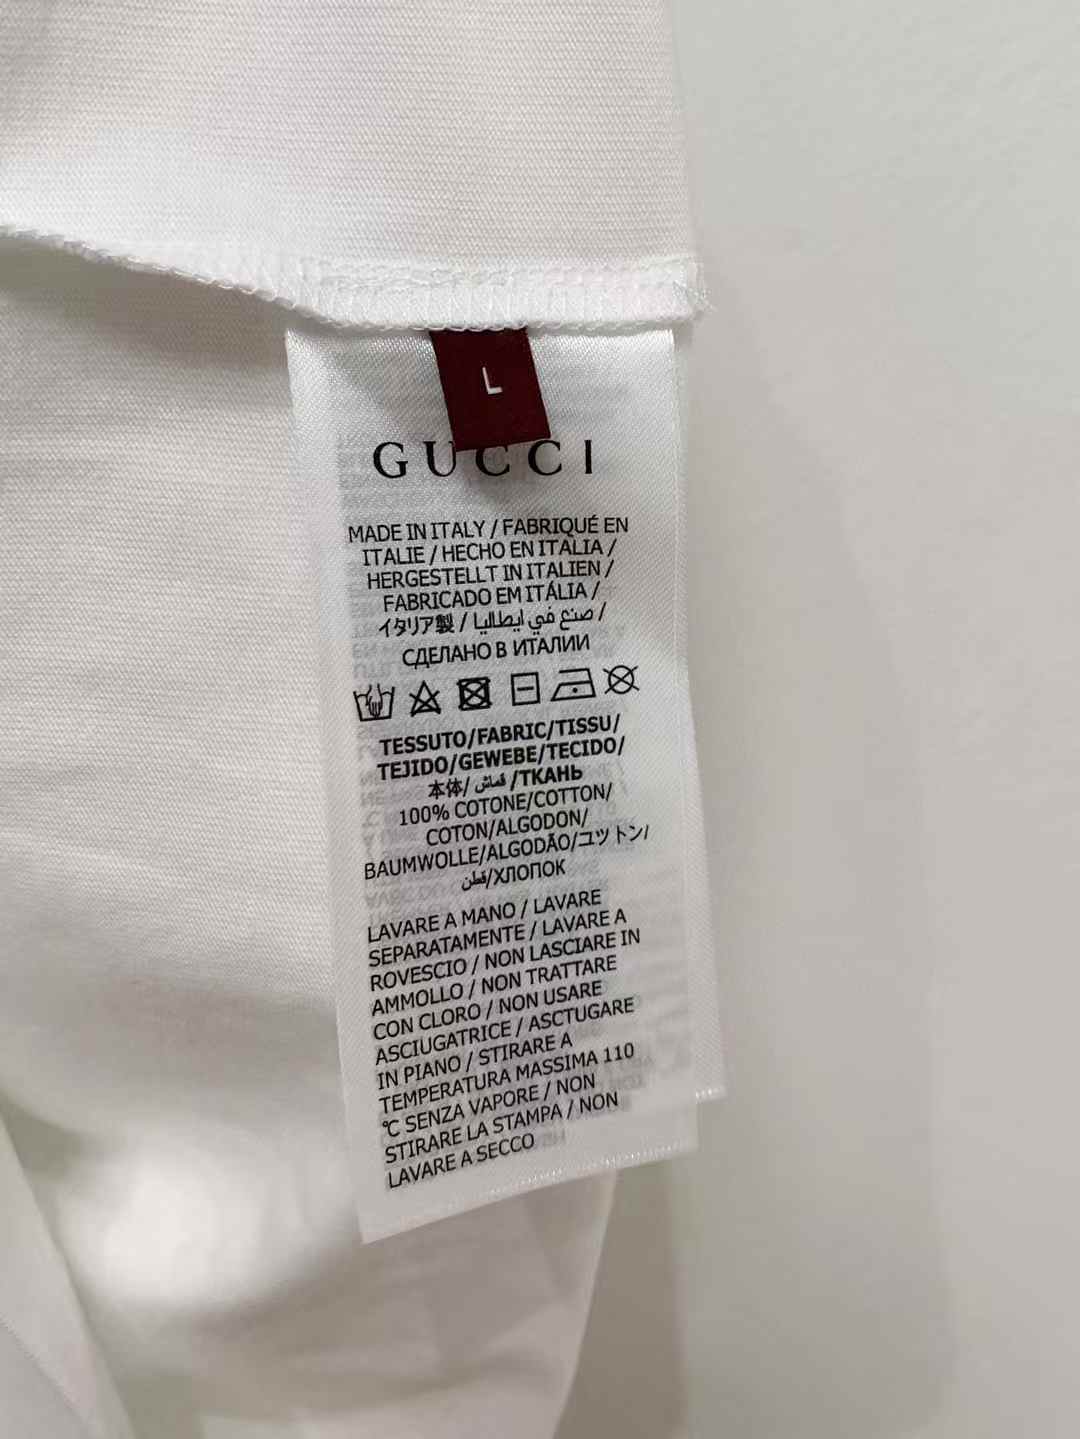 L
GUCCI
MADE IN ITALY / FABRIQUÉ EN
ITALIE / HECHO EN ITALIA /
HERGESTELLT IN ITALIEN /
FABRICADO EM ITÁLIA /
イタリア製 / صنع في ايطاليا /
СДЕЛАНО В ИТАЛИИ
TESSUTO/FABRIC/TISSU/
TEJIDO/GEWEBE/TECIDO/
本体/ قماش /ТКАНЬ
100% COTONE/COTTON/
COTON/ALGODON/
BAUMWOLLE/ALGODÃO/ユットン/
قطن/ХЛОПОК
LAVARE A MANO / LAVARE
SEPARATAMENTE / LAVARE A
ROVESCIO / NON LASCIARE IN
AMMOLLO / NON TRATTARE
CON CLORO / NON USARE
ASCIUGATRICE / ASCTUGARE
IN PIANO / STIRARE A
TEMPERATURA MASSIMA 110
℃ SENZA VAPORE / NON
STIRARE LA STAMPA / NON
LAVARE A SECCO